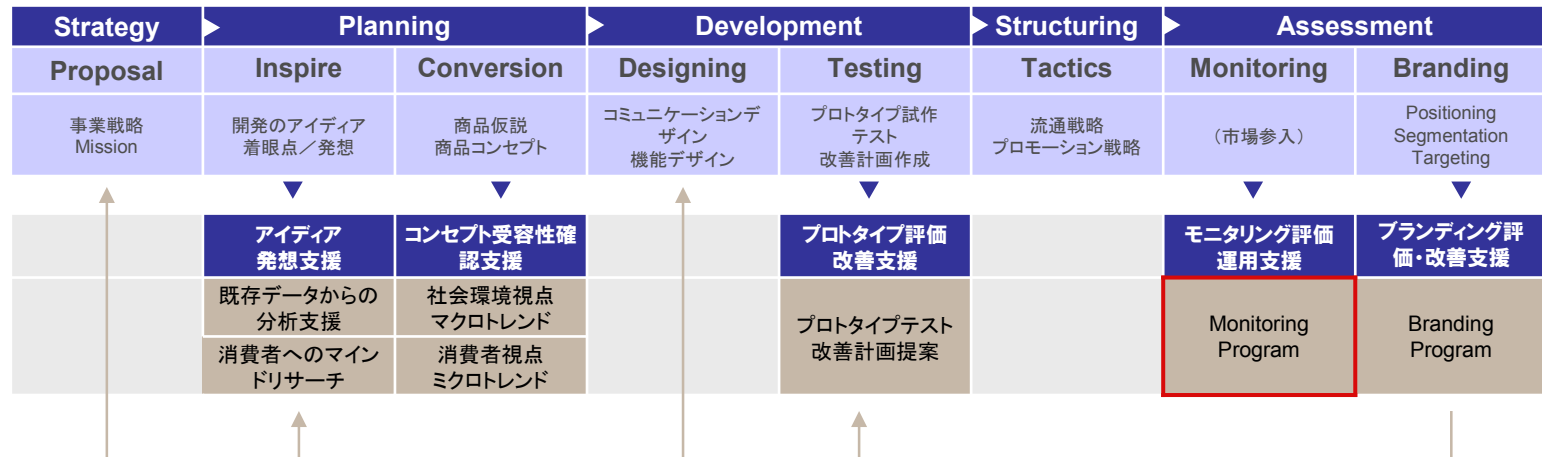 Strategy
Planning
Development
Structuring
Assessment
Proposal
Inspire
Conversion
Designing
Testing
Tactics
Monitoring
Branding
事業戦略
Mission
開発のアイディア
着眼点／発想
商品仮説
商品コンセプト
コミュニケーションデ
ザイン
機能デザイン
プロトタイプ試作
テスト
改善計画作成
流通戦略
プロモーション戦略
（市場参入）
Positioning
Segmentation
Targeting
アイディア
発想支援
コンセプト受容性確
認支援
プロトタイプ評価
改善支援
モニタリング評価
運用支援
ブランディング評
価・改善支援
既存データからの
分析支援
社会環境視点
マクロトレンド
消費者へのマイン
ドリサーチ
消費者視点
ミクロトレンド
プロトタイプテスト
改善計画提案
Monitoring
Program
Branding
Program